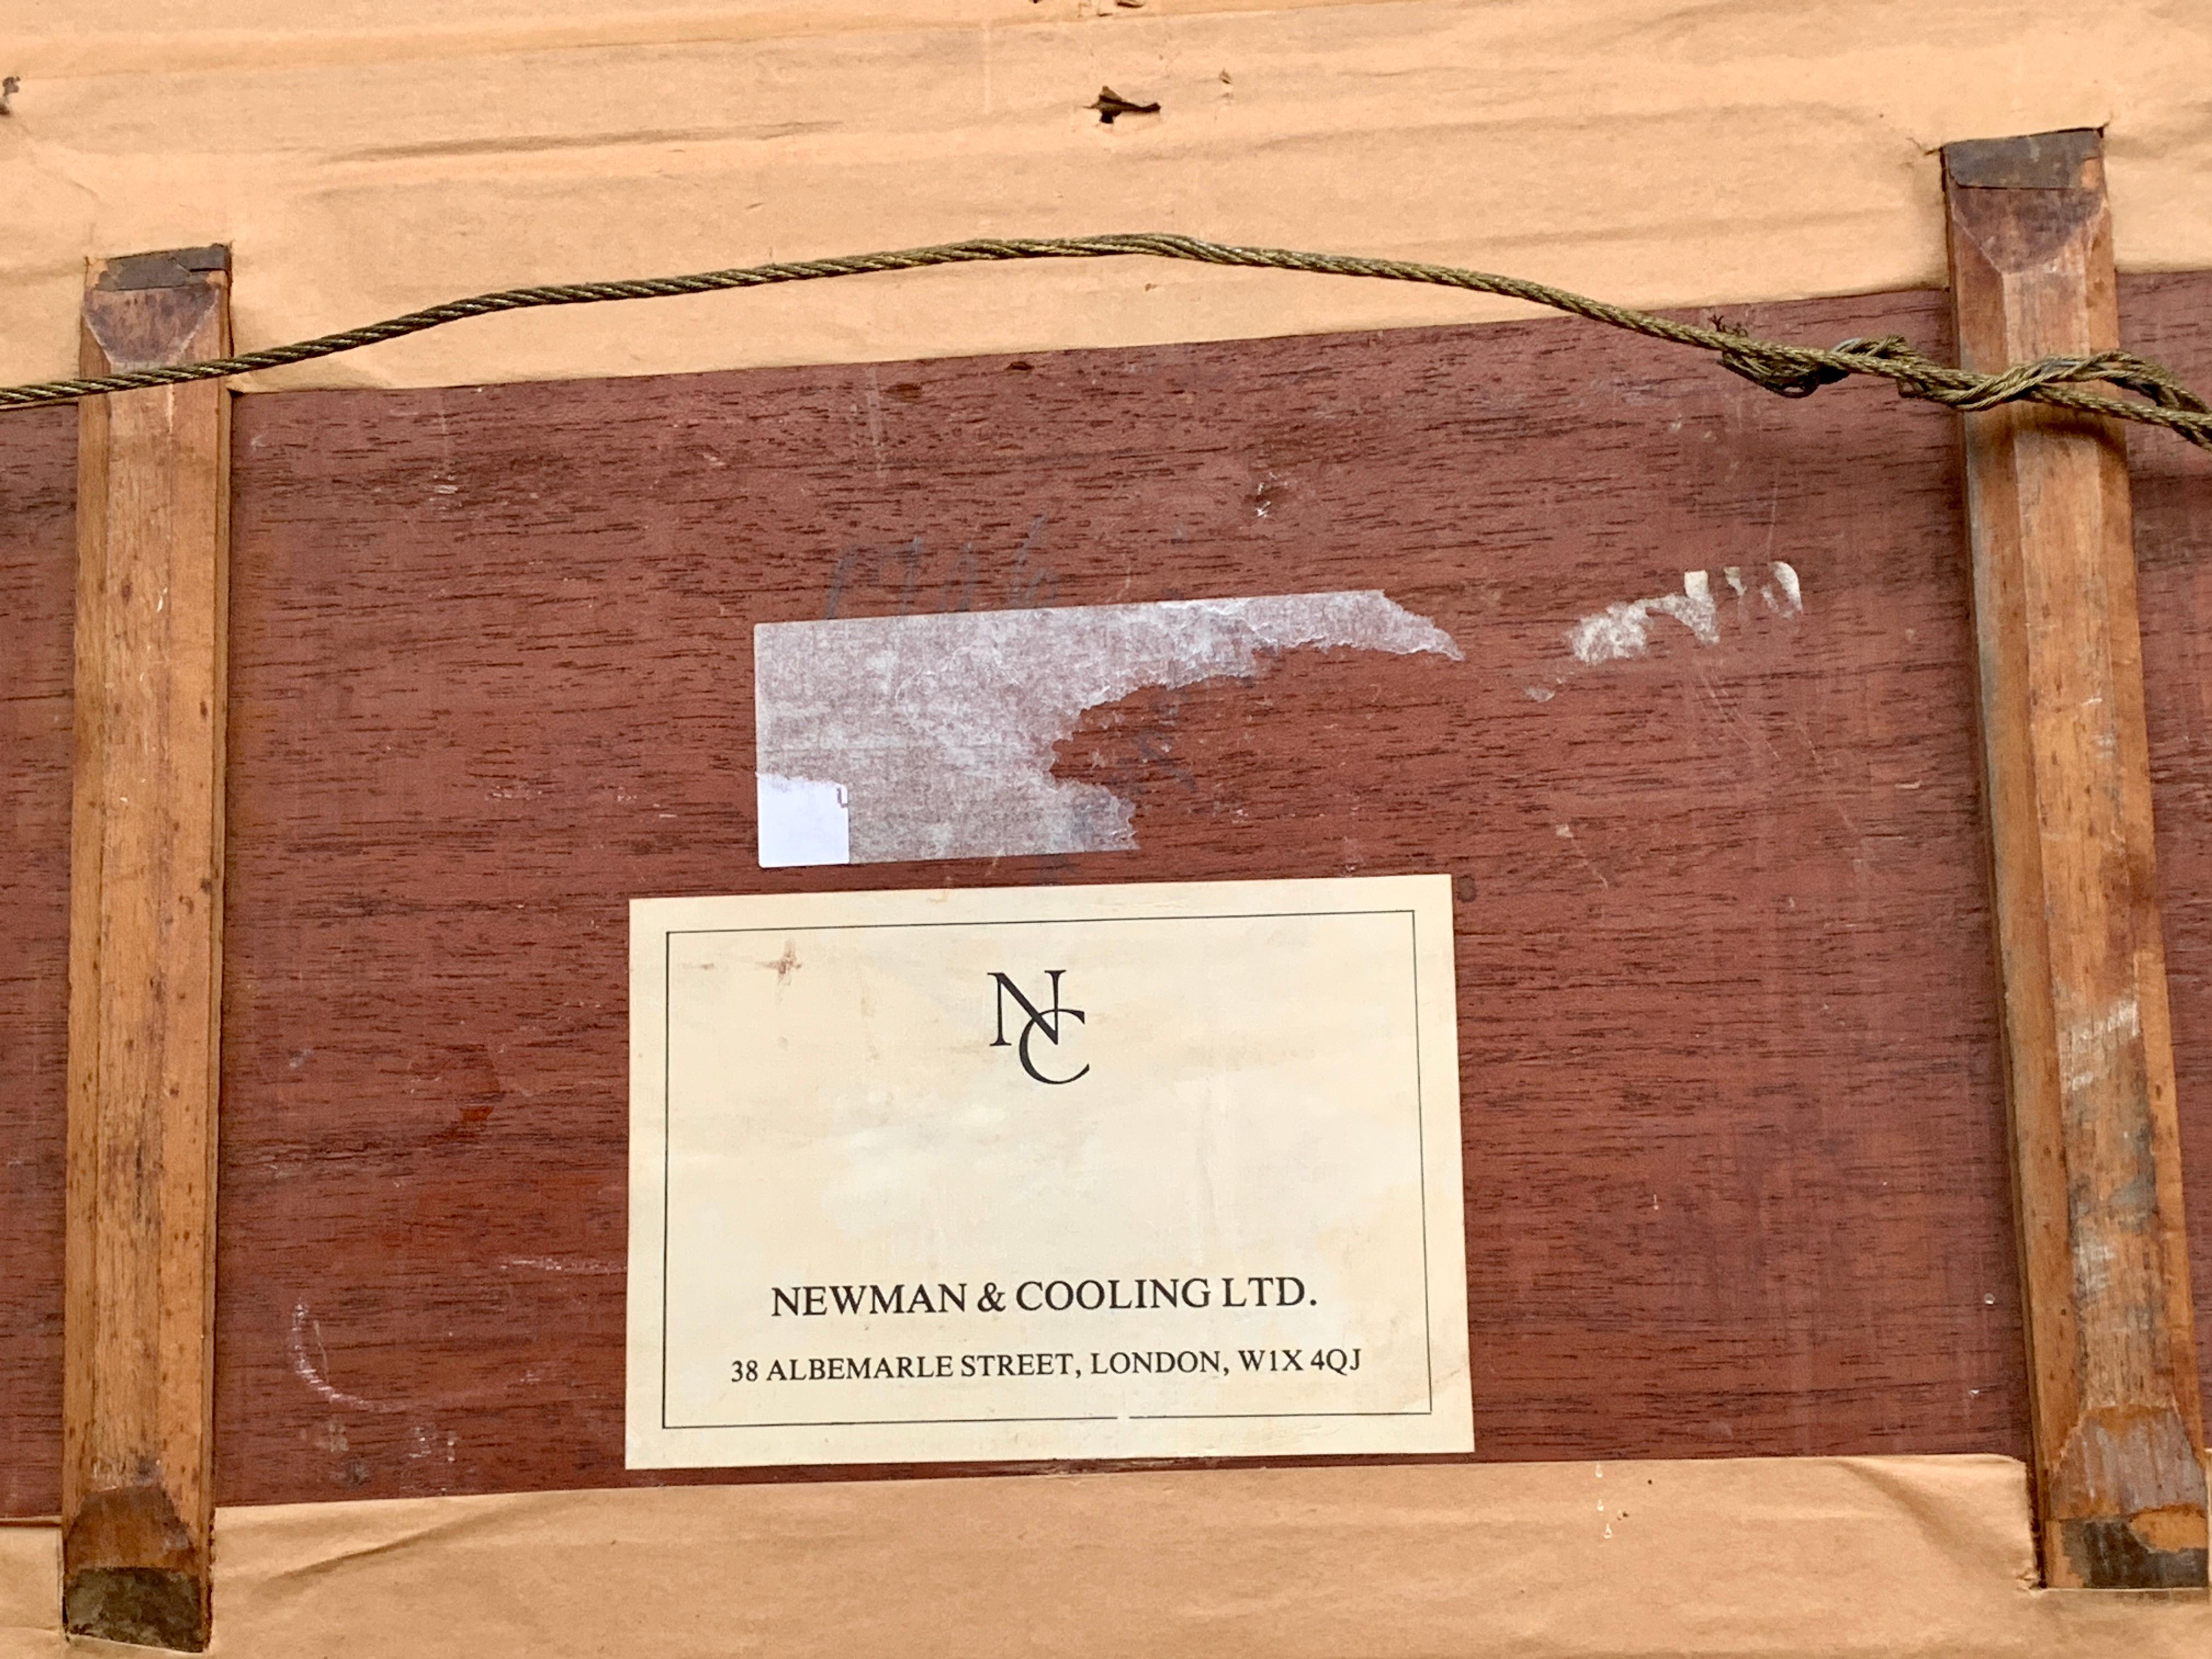 NC
NEWMAN & COOLING LTD.
38 ALBEMARLE STREET, LONDON, W1X 4QJ